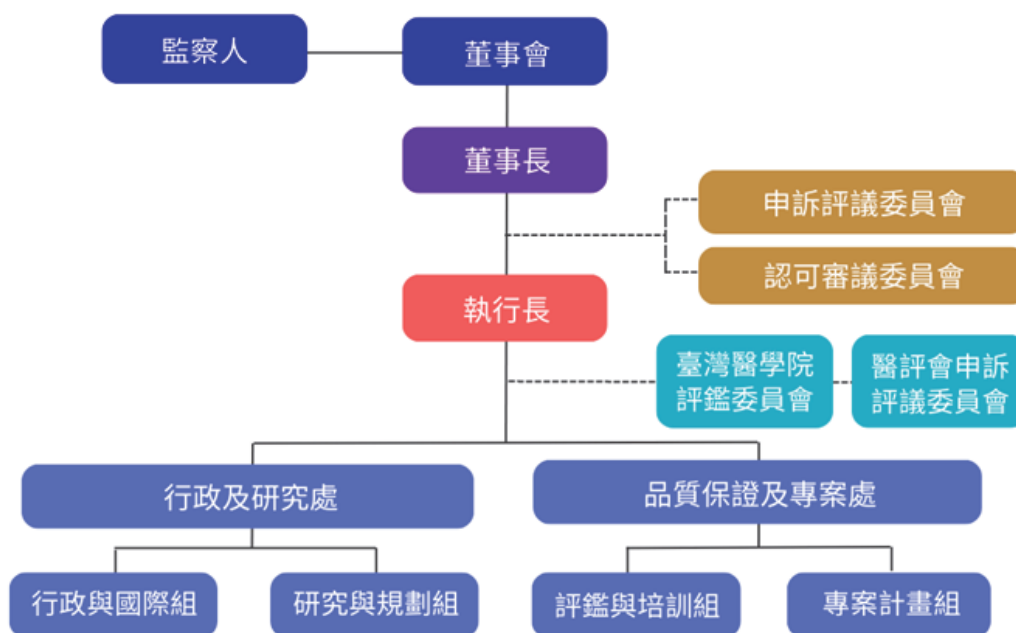 監察人
董事會
董事長
申訴評議委員會
認可審議委員會
執行長
臺灣醫學院
評鑑委員會
醫評會申訴
評議委員會
行政及研究處
品質保證及專案處
行政與國際組
研究與規劃組
評鑑與培訓組
專案計畫組